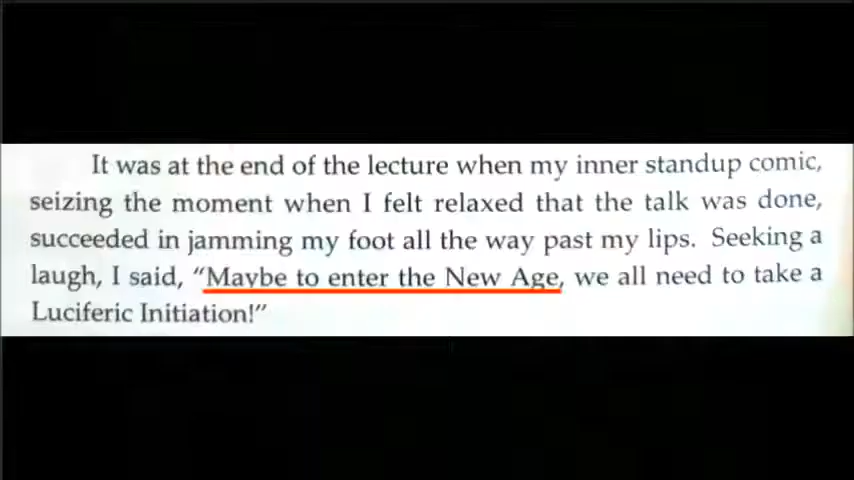 It was at the end of the lecture when my inner standup comic,
seizing the moment when I felt relaxed that the talk was done,
succeeded in jamming my foot all the way past my lips. Seeking a
laugh, I said, “Maybe to enter the New Age, we all need to take a
Luciferic Initiation!”